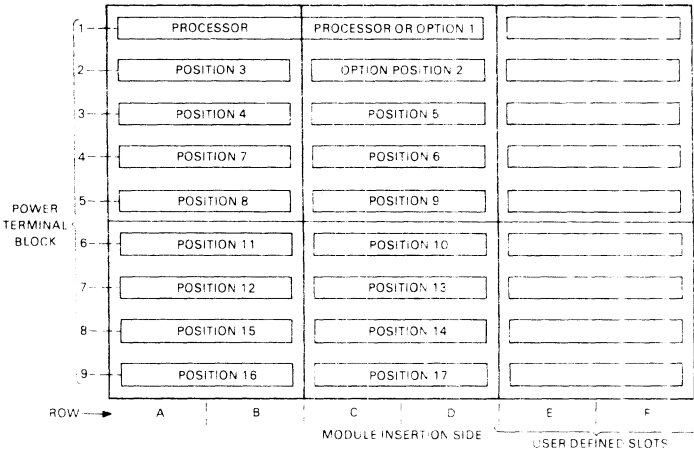 1 PROCESSOR PROCESSOR OR OPTION 1
2 POSITION 3 OPTION POSITION 2
3 POSITION 4 POSITION 5
4 POSITION 7 POSITION 6
5 POSITION 8 POSITION 9
POWER
TERMINAL
BLOCK
6 POSITION 11 POSITION 10
7 POSITION 12 POSITION 13
8 POSITION 15 POSITION 14
9 POSITION 16 POSITION 17
ROW A B C D E F
MODULE INSERTION SIDE
USER DEFINED SLOTS